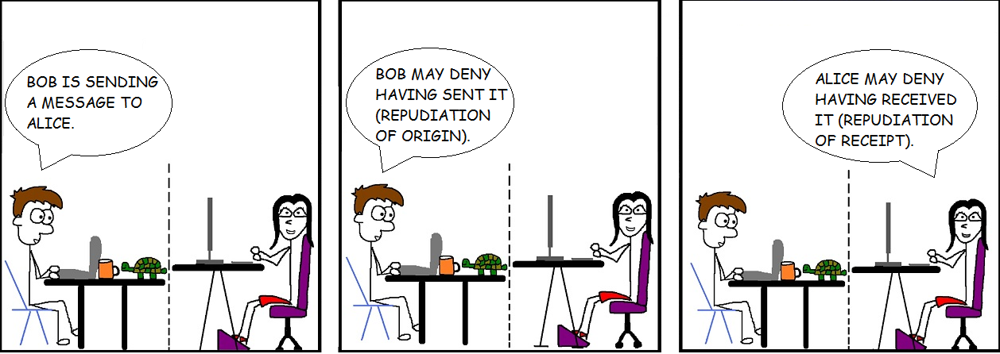 BOB IS SENDING
A MESSAGE TO
ALICE.
BOB MAY DENY
HAVING SENT IT
(REPUDIATION
OF ORIGIN).
ALICE MAY DENY
HAVING RECEIVED
IT (REPUDIATION
OF RECEIPT).